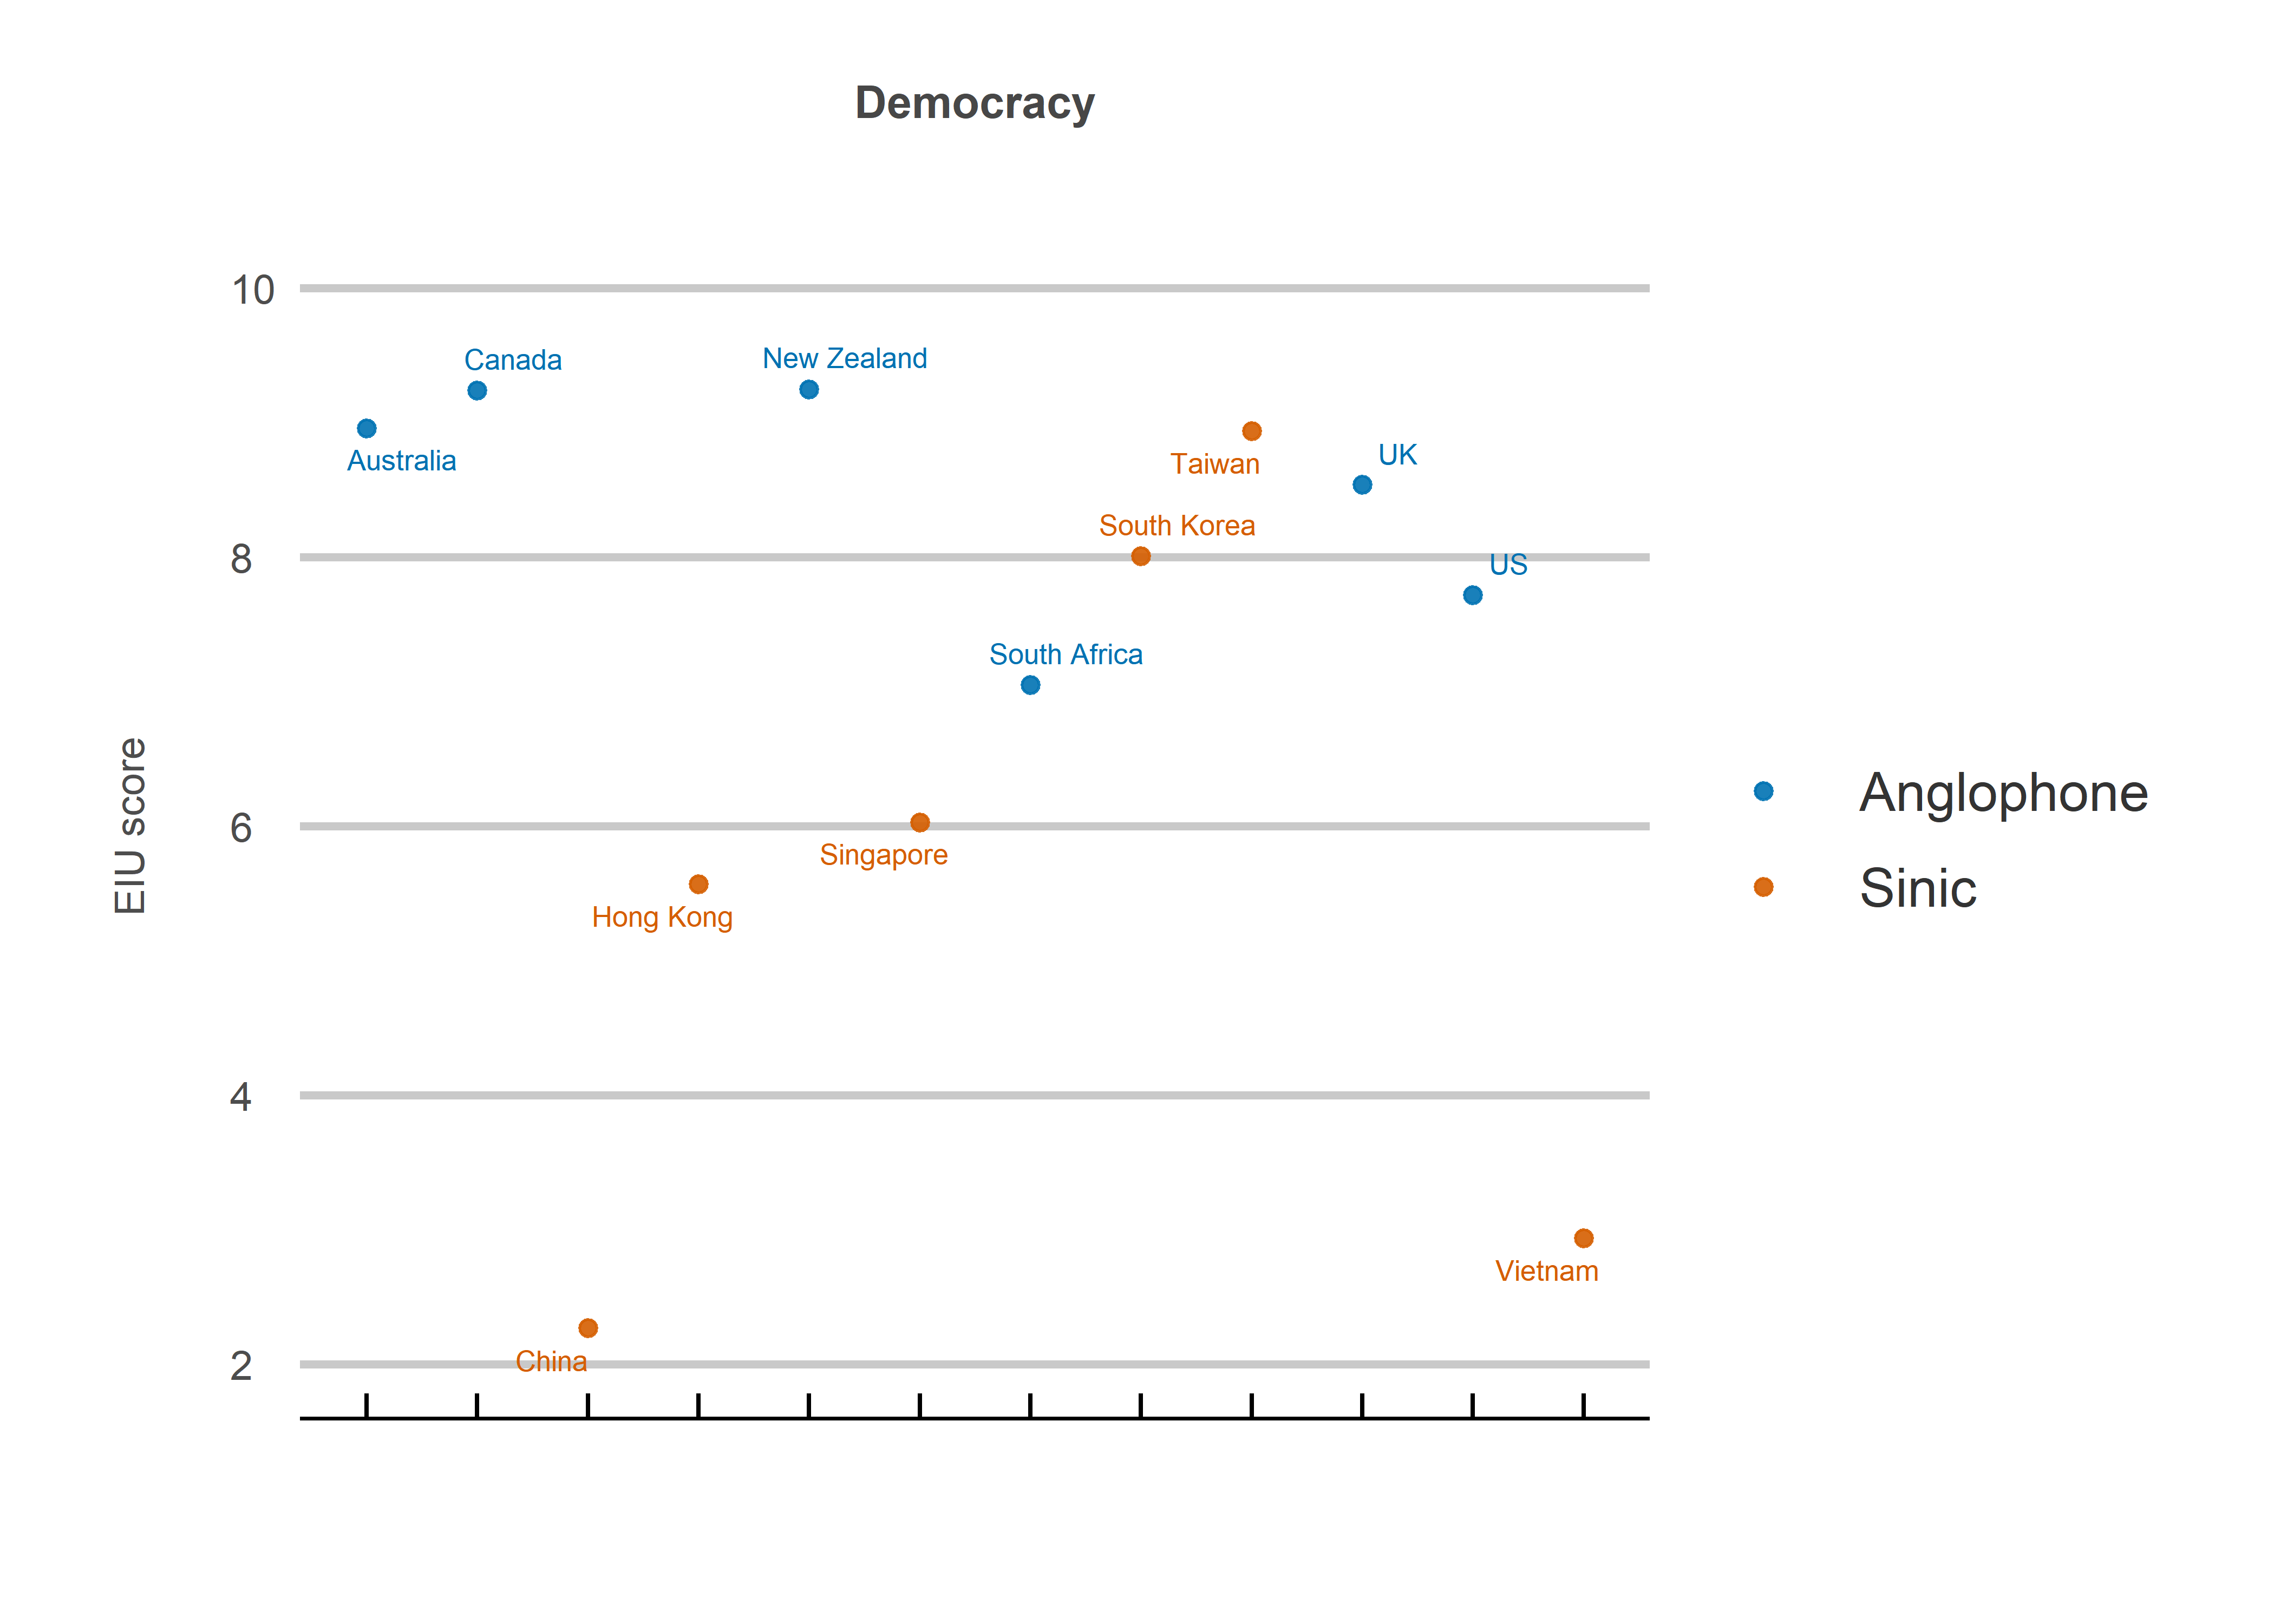 Democracy
10
Canada
New Zealand
Australia
Taiwan
UK
South Korea
8
US
South Africa
EIU score
Anglophone
6
Singapore
Sinic
Hong Kong
4
Vietnam
China
2